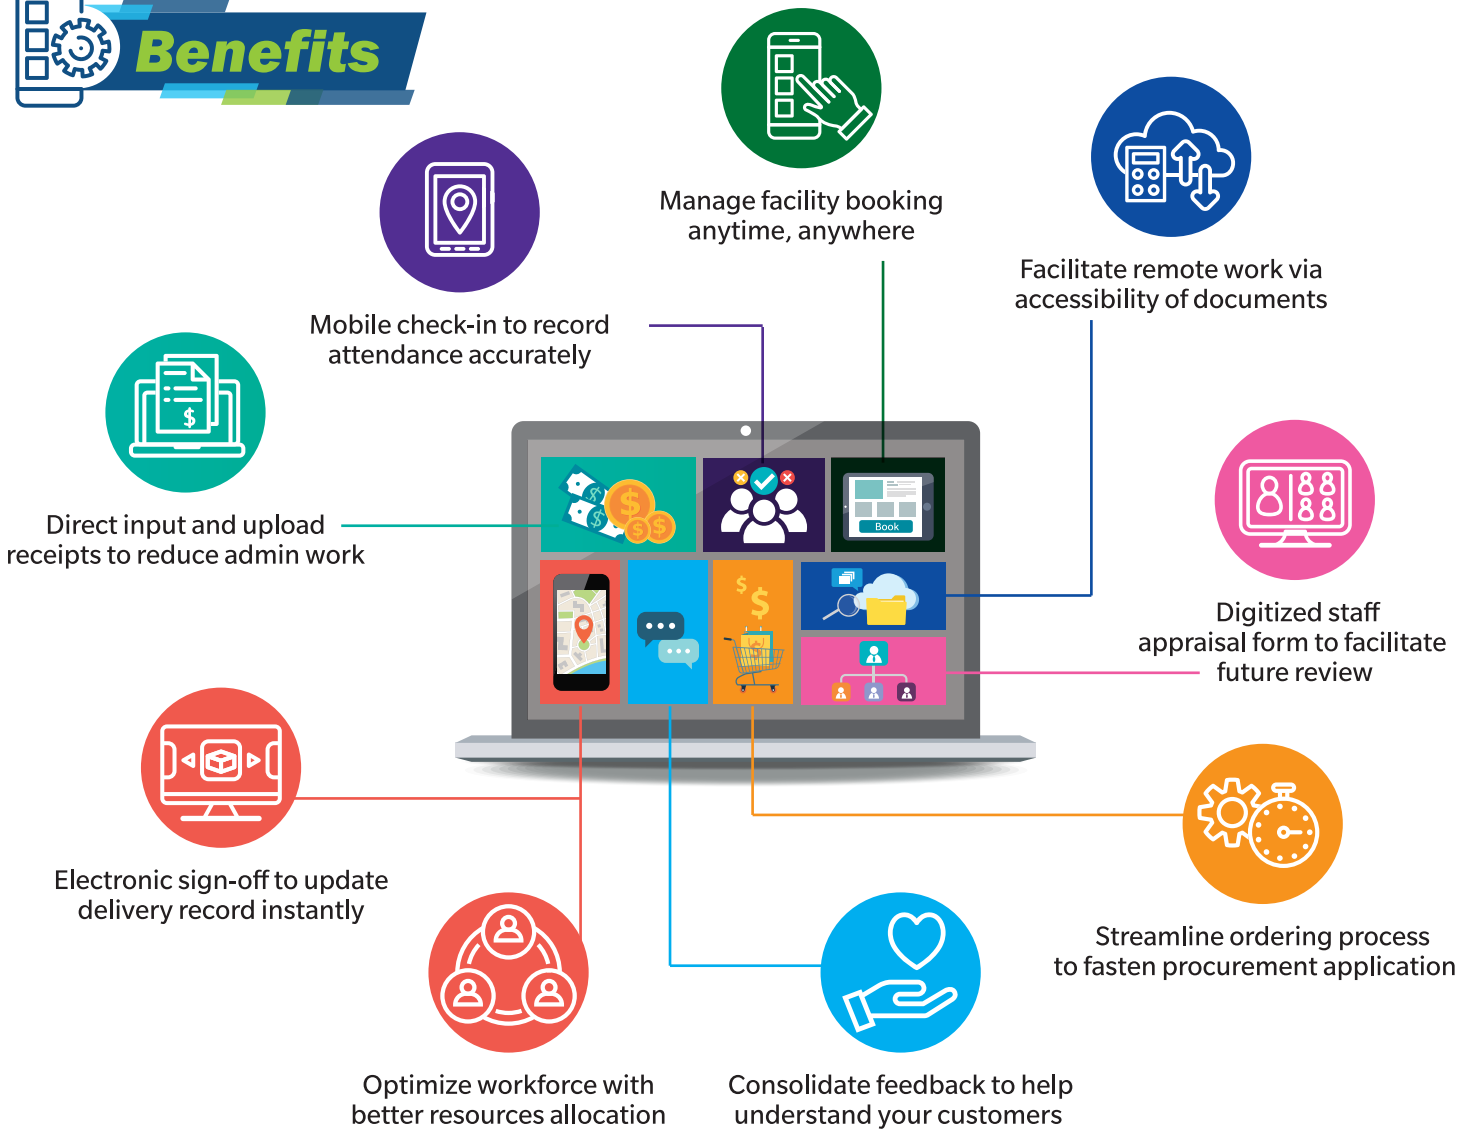 Benefits
Manage facility booking
anytime, anywhere
Facilitate remote work via
accessibility of documents
Mobile check-in to record
attendance accurately
$
Direct input and upload
receipts to reduce admin work
$
$
$
$
$
$
Book
$
$
Digitized staff
appraisal form to facilitate
future review
Electronic sign-off to update
delivery record instantly
Streamline ordering process
to fasten procurement application
Optimize workforce with
better resources allocation
Consolidate feedback to help
understand your customers